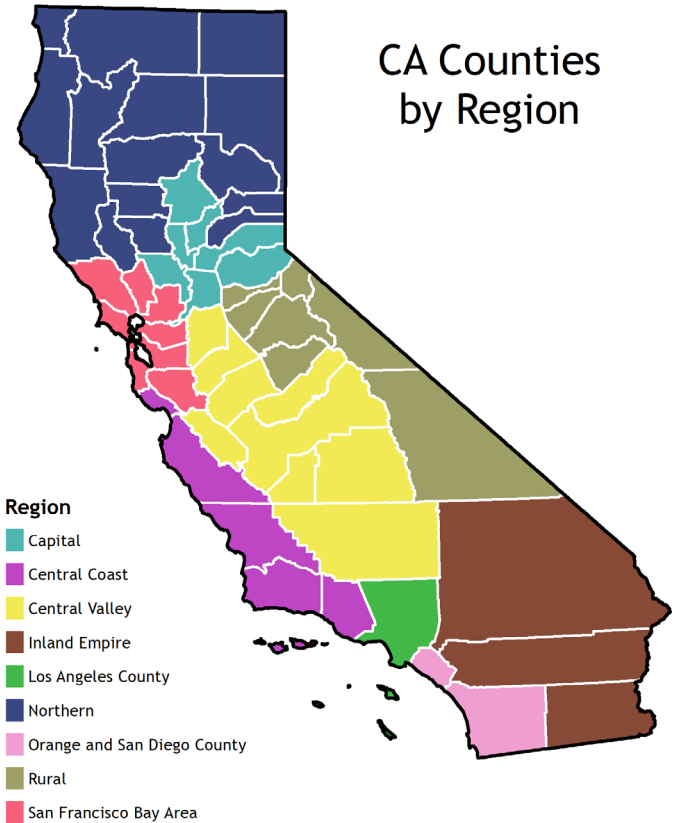 CA Counties
by Region
Region
Capital
Central Coast
Central Valley
Inland Empire
Los Angeles County
Northern
Orange and San Diego County
Rural
San Francisco Bay Area